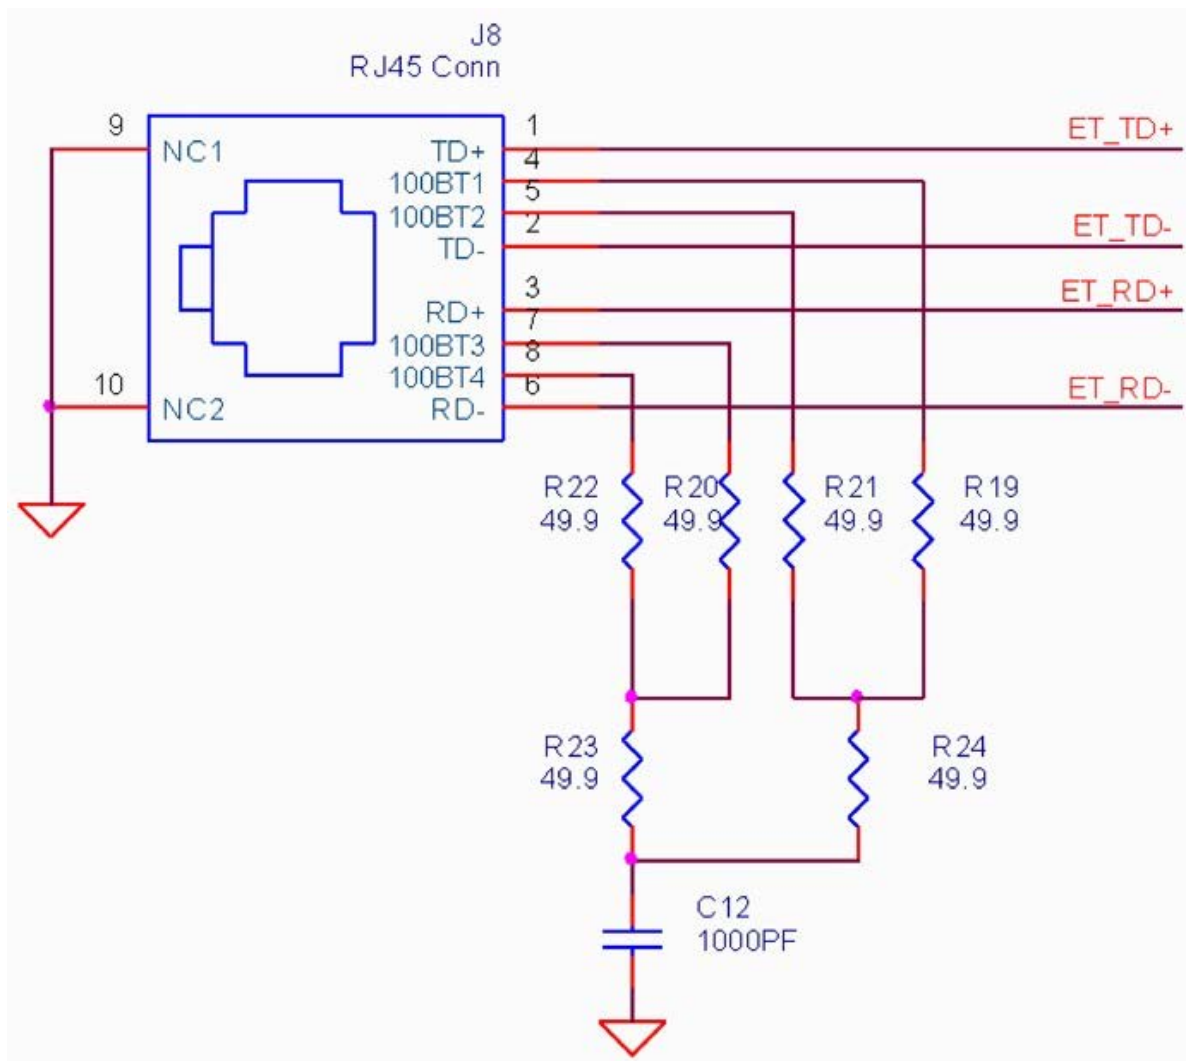 J8
RJ45 Conn
9
1
ET_TD+
NC1
TD+
4
100BT1
5
100BT2
2
ET_TD-
TD-
3
ET_RD+
RD+
7
100BT3
8
100BT4
10
6
ET_RD-
NC2
RD-
R22
49.9
R20
49.9
R21
49.9
R19
49.9
R23
49.9
R24
49.9
C12
1000PF